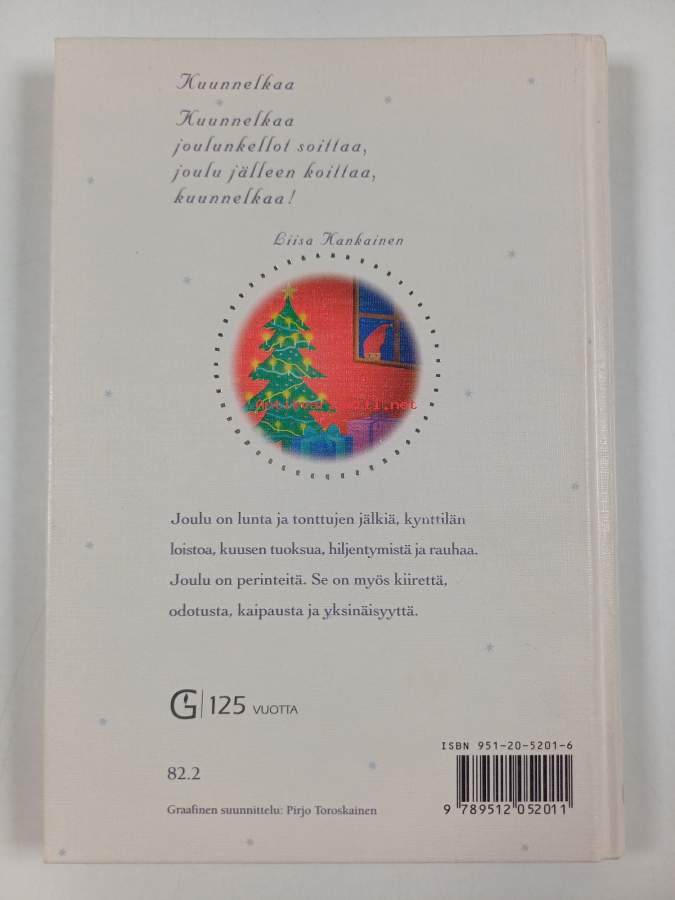 Kuunnelkaa
Kuunnelkaa
joulunkellot soittaa,
joulu jälleen koittaa,
kuunnelkaa!
Liisa Kankainen
Joulu on lunta ja tonttujen jälkiä, kynttilän
loistoa, kuusen tuoksua, hiljentymistä ja rauhaa.
Joulu on perinteitä. Se on myös kiirettä,
odotusta, kaipausta ja yksinäisyyttä.
G 125 VUOTTA
ISBN 951-20-5201-6
9 789512 052011
82.2
Graafinen suunnittelu: Pirjo Toroskainen